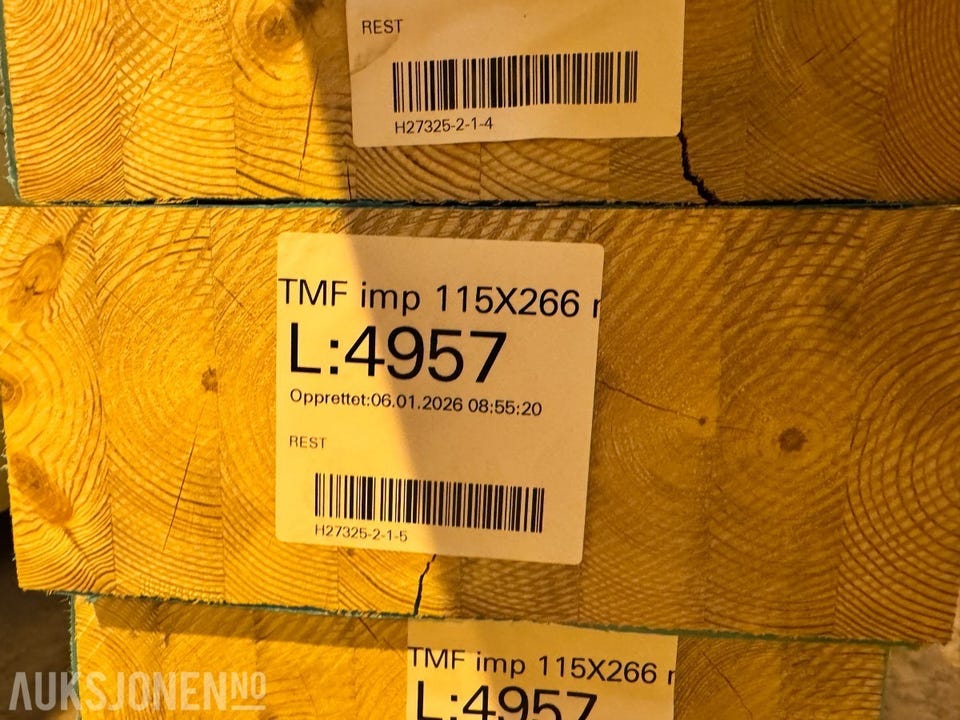 REST
H27325-2-1-4
TMF imp 115X266
L:4957
Opprettet:06.01.2026 08:55:20
REST
H27325-2-1-5
TMF imp 115X266
L:4957
AUKSJONEN NO